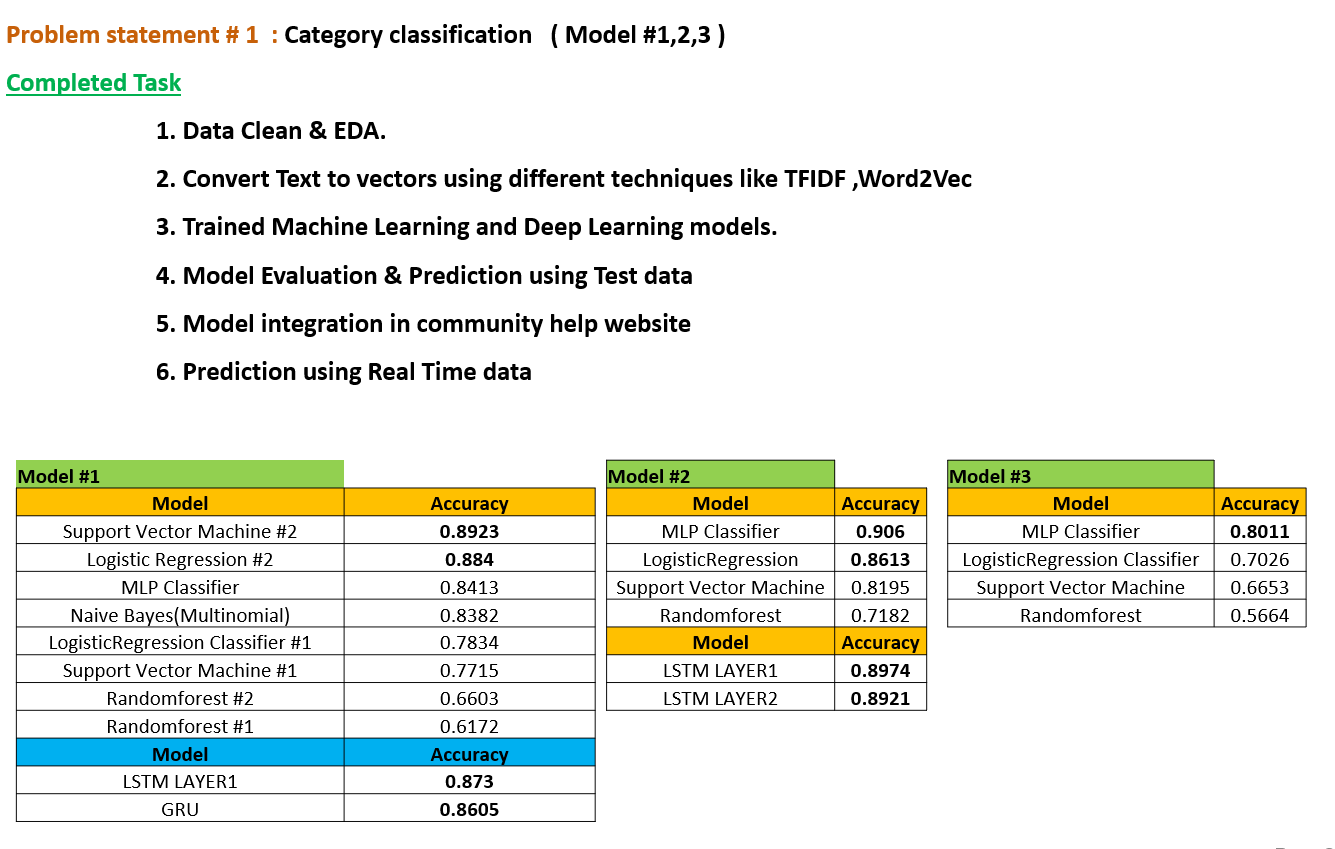 Problem statement # 1 : Category classification ( Model #1,2,3 )
Completed Task
1. Data Clean & EDA.
2. Convert Text to vectors using different techniques like TFIDF ,Word2Vec
3. Trained Machine Learning and Deep Learning models.
4. Model Evaluation & Prediction using Test data
5. Model integration in community help website
6. Prediction using Real Time data
Model #1
Model Accuracy
Support Vector Machine #2 0.8923
Logistic Regression #2 0.884
MLP Classifier 0.8413
Naive Bayes(Multinomial) 0.8382
LogisticRegression Classifier #1 0.7834
Support Vector Machine #1 0.7715
Randomforest #2 0.6603
Randomforest #1 0.6172
Model Accuracy
LSTM LAYER1 0.873
GRU 0.8605
Model #2
Model Accuracy
MLP Classifier 0.906
LogisticRegression 0.8613
Support Vector Machine 0.8195
Randomforest 0.7182
Model Accuracy
LSTM LAYER1 0.8974
LSTM LAYER2 0.8921
Model #3
Model Accuracy
MLP Classifier 0.8011
LogisticRegression Classifier 0.7026
Support Vector Machine 0.6653
Randomforest 0.5664